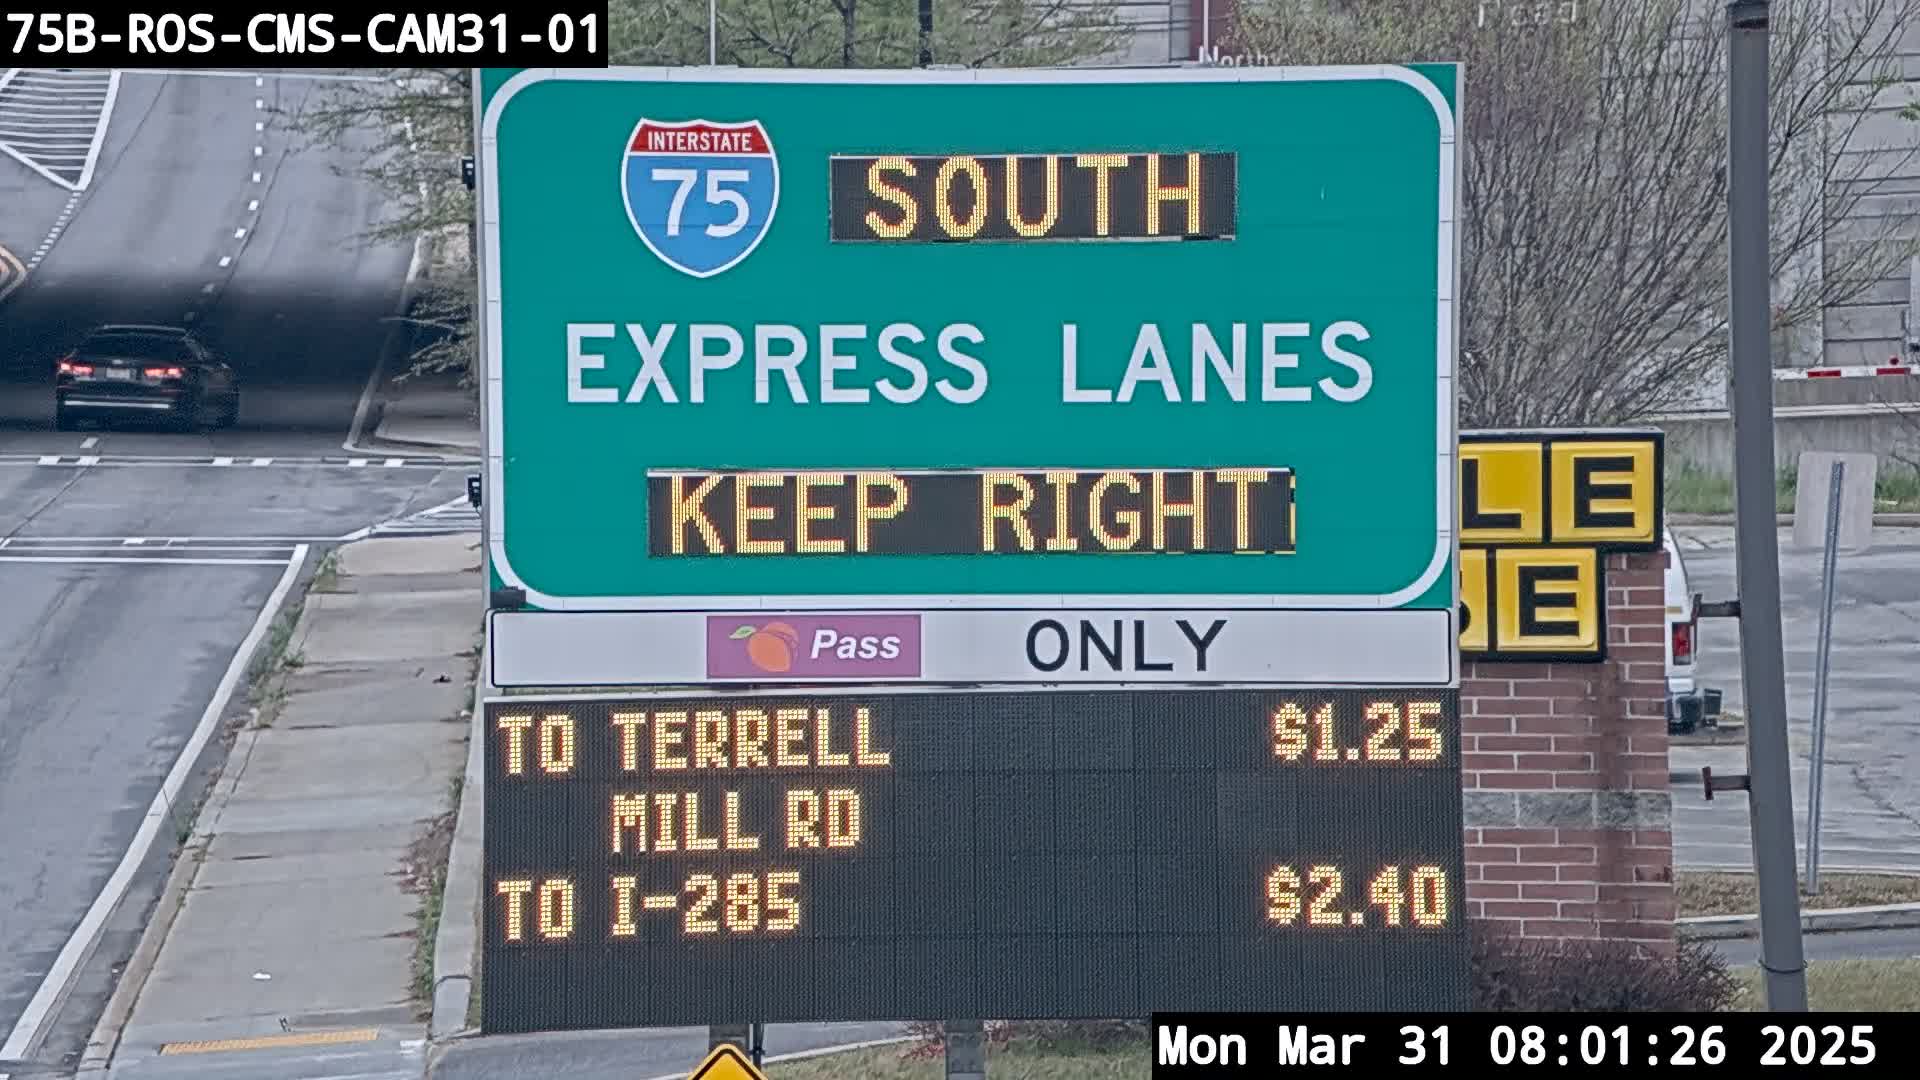 75B-ROS-CMS-CAM31-01
INTERSTATE
75
SOUTH
EXPRESS LANES
KEEP RIGHT
Pass ONLY
TO TERRELL $1.25
MILL RD
TO I-285 $2.40
LE
E
Mon Mar 31 08:01:26 2025